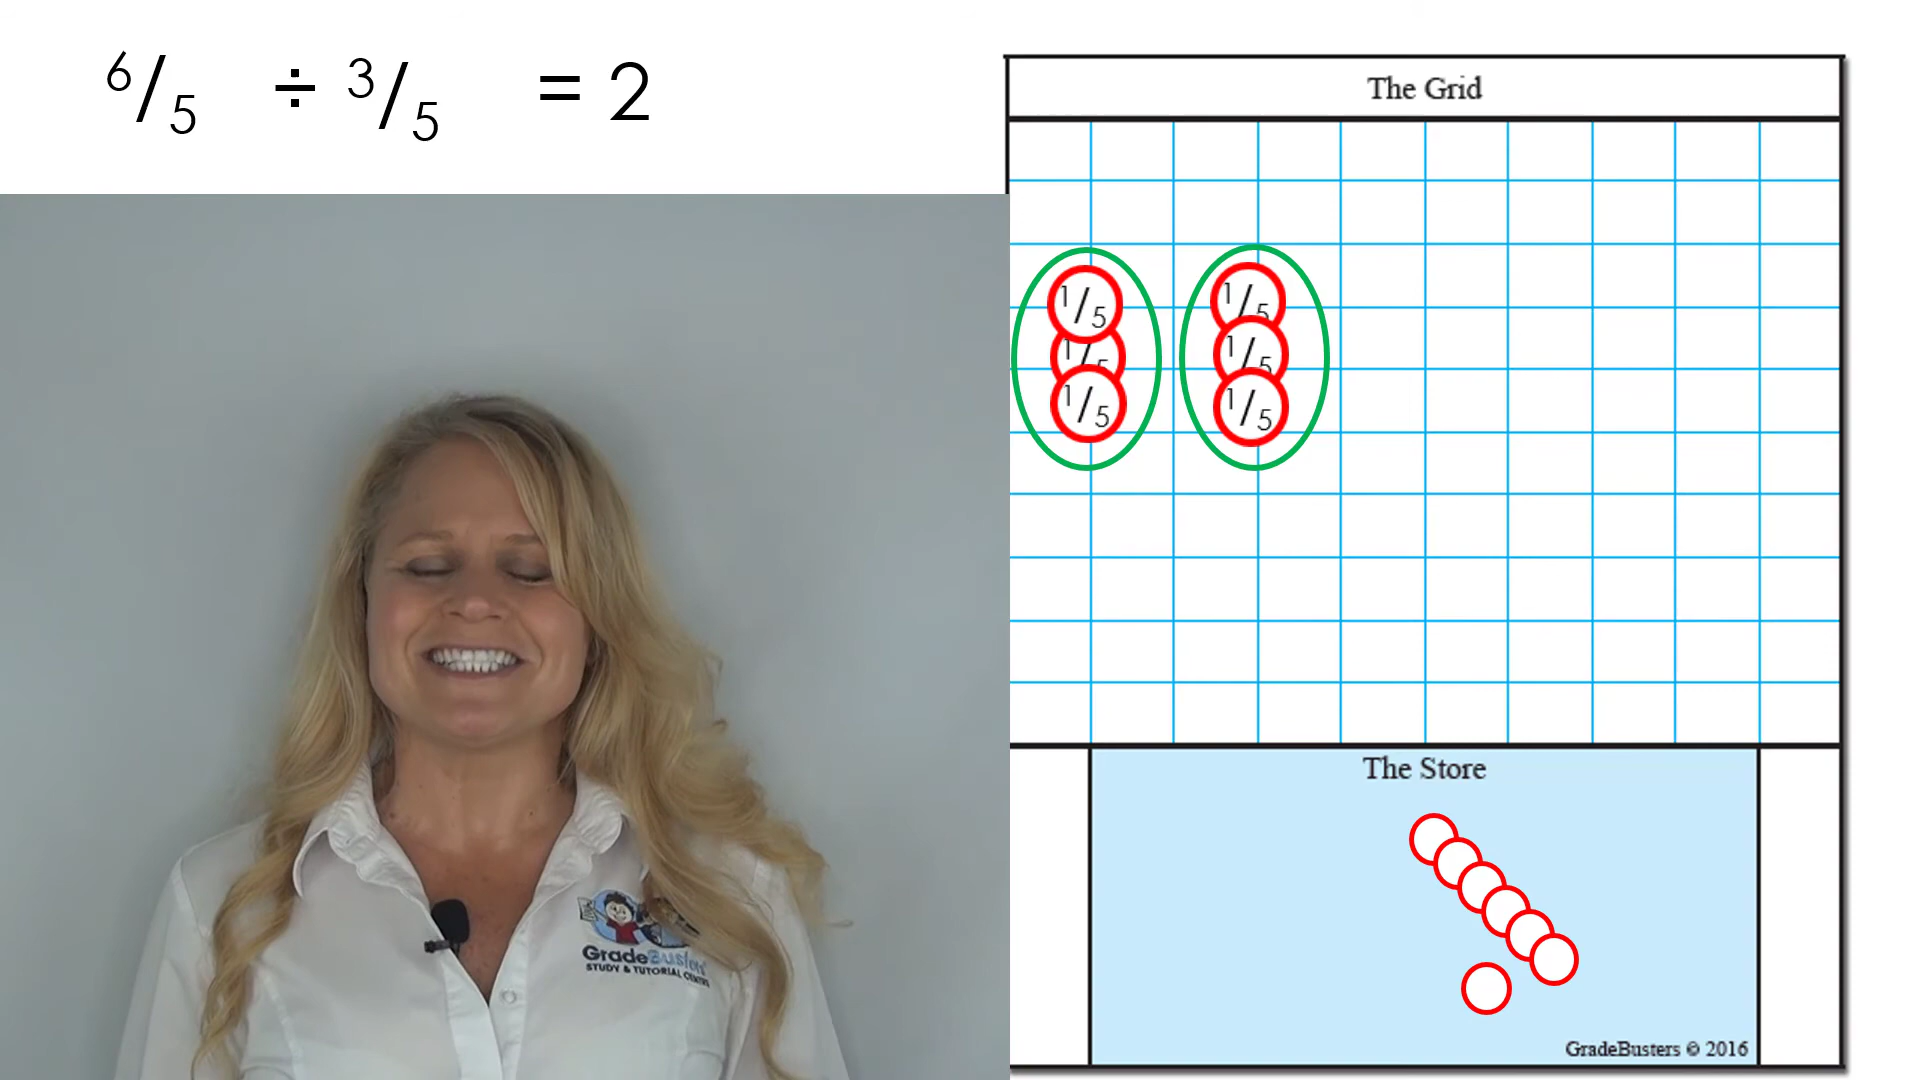 6/5 ÷ 3/5 = 2
The Grid
1/5 1/5
1/5 1/5
1/5 1/5
The Store
GradeBusters
STUDY & TUTORIAL CENTRE
GradeBusters © 2016